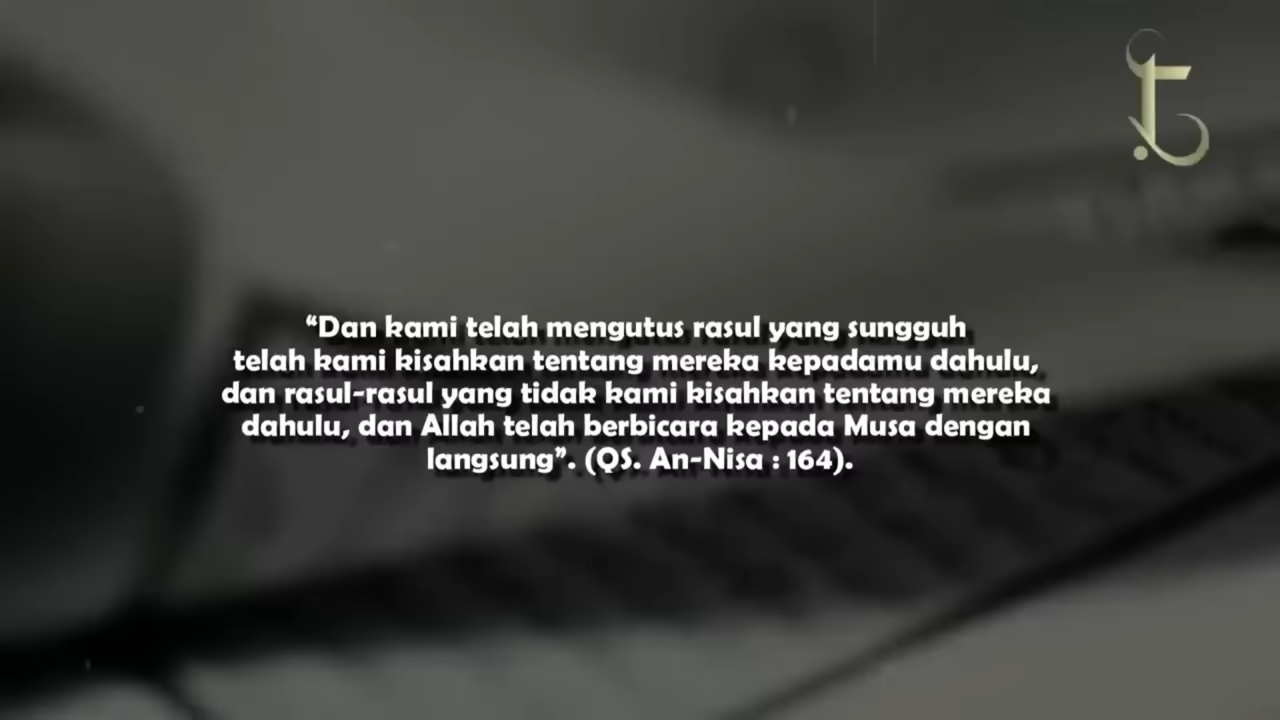 “Dan kami telah mengutus rasul yang sungguh
telah kami kisahkan tentang mereka kepadamu dahulu,
dan rasul-rasul yang tidak kami kisahkan tentang mereka
dahulu, dan Allah telah berbicara kepada Musa dengan
langsung”. (QS. An-Nisa : 164).